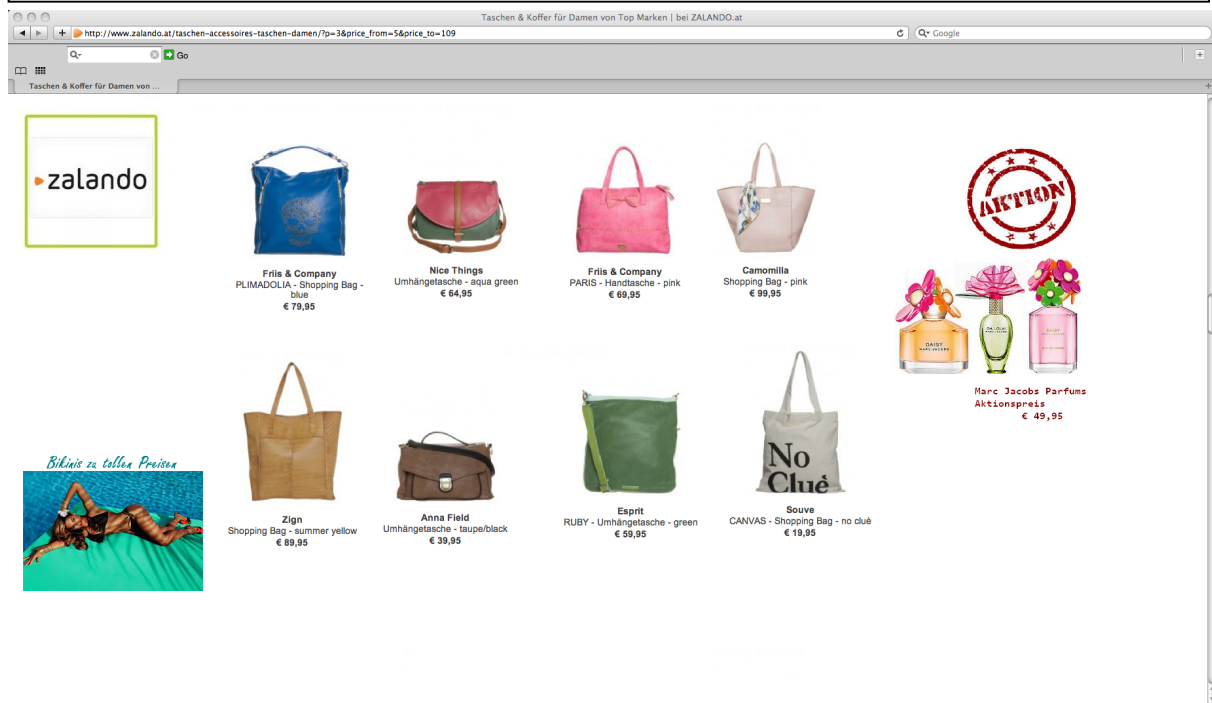 Taschen & Koffer für Damen von Top Marken | bei ZALANDO.at
http://www.zalando.at/taschen-accessoires-taschen-damen/?p=3&price_from=5&price_to=109
Google
Go
Taschen & Koffer für Damen von ...
zalando
AKTION
Friis & Company
PLIMADOLIA - Shopping Bag -
blue
€ 79,95
Nice Things
Umhängetasche - aqua green
€ 64,95
Friis & Company
PARIS - Handtasche - pink
€ 69,95
Camomilla
Shopping Bag - pink
€ 99,95
DAISY
MARC JACOBS
Marc Jacobs Parfums
Aktionspreis
€ 49,95
No
Clué
Bikinis zu tollen Preisen
Zign
Shopping Bag - summer yellow
€ 89,95
Anna Field
Umhängetasche - taupe/black
€ 39,95
Esprit
RUBY - Umhängetasche - green
€ 59,95
Souve
CANVAS - Shopping Bag - no cluè
€ 19,95